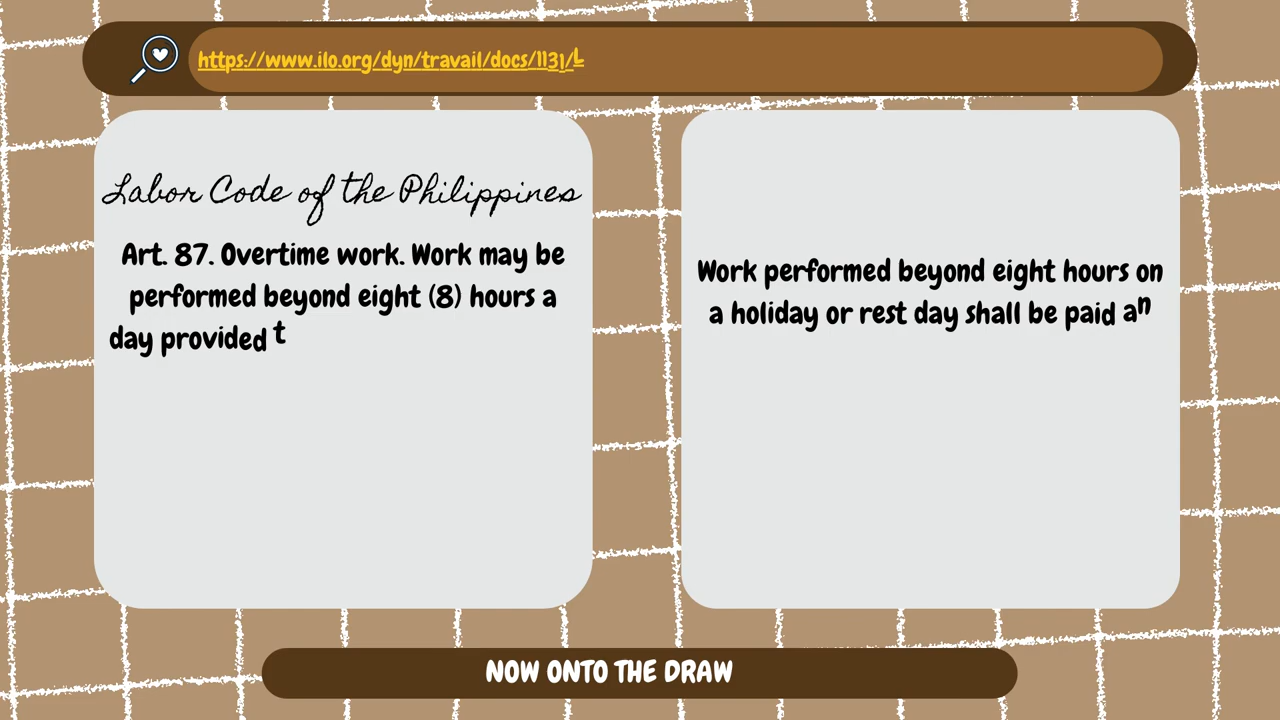 https://www.ilo.org/dyn/travail/docs/1131/L
Labor Code of the Philippines
Art. 87. Overtime work. Work may be
performed beyond eight (8) hours a
day provided t
Work performed beyond eight hours on
a holiday or rest day shall be paid an
NOW ONTO THE DRAW